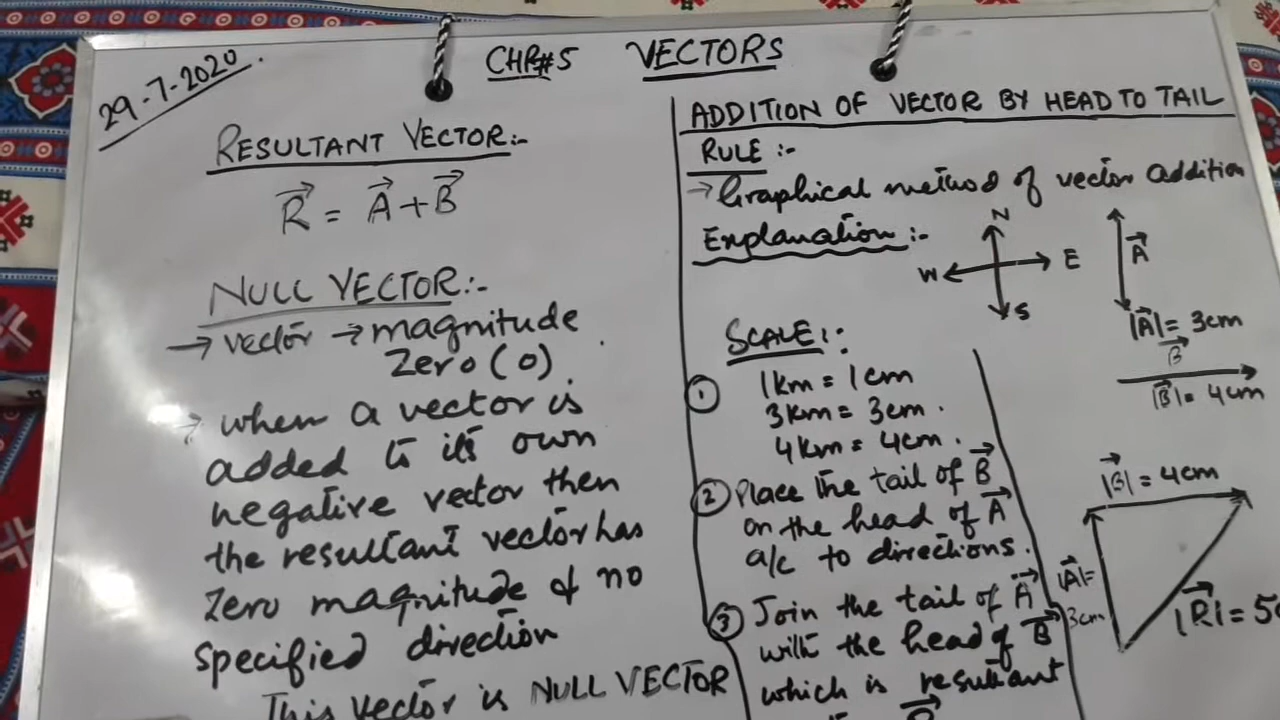 29-7-2020.
CHP#5 VECTORS
RESULTANT VECTOR:-
R = A + B
NULL VECTOR:-
→ vector → magnitude
Zero (0)
→ when a vector is
added to its own
negative vector then
the resultant vector has
zero magnitude & no
specified direction
This vector is NULL VECTOR
ADDITION OF VECTOR BY HEAD TO TAIL
RULE :-
→ Graphical method of vector addition
Explanation :-
N
W E
S
A
|A| = 3cm
B
|B| = 4cm
SCALE :-
① 1km = 1cm
3km = 3cm.
4km = 4cm.
② Place the tail of B
on the head of A
a/c to directions.
③ Join the tail of A
with the head of B
which is resultant
|B| = 4cm
|A| =
3cm
|R| = 5c